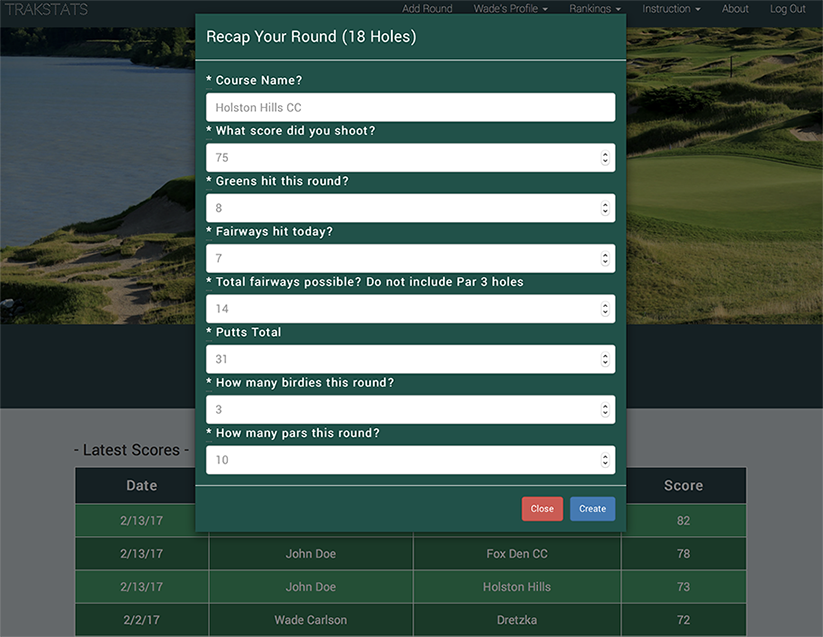 TRAKSTATS
Add Round Wade's Profile Rankings Instruction About Log Out
Recap Your Round (18 Holes)
* Course Name?
Holston Hills CC
* What score did you shoot?
75
* Greens hit this round?
8
* Fairways hit today?
7
* Total fairways possible? Do not include Par 3 holes
14
* Putts Total
31
* How many birdies this round?
3
* How many pars this round?
10
Close Create
- Latest Scores -
Date Score
2/13/17 82
2/13/17 John Doe Fox Den CC 78
2/13/17 John Doe Holston Hills 73
2/2/17 Wade Carlson Dretzka 72